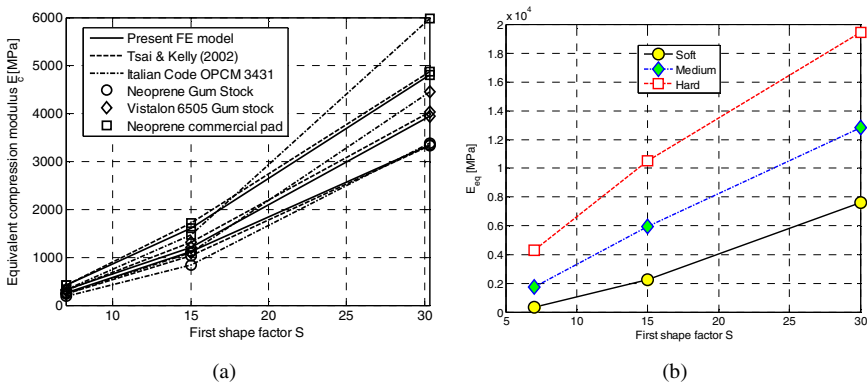 6000
5000
4000
3000
2000
1000
0
10
15
20
25
30
Equivalent compression modulus E_c [MPa]
First shape factor S
Present FE model
Tsai & Kelly (2002)
Italian Code OPCM 3431
Neoprene Gum Stock
Vistalon 6505 Gum stock
Neoprene commercial pad
(a)
x 10^4
2
1.8
1.6
1.4
1.2
1
0.8
0.6
0.4
0.2
0
5
10
15
20
25
30
E_eq [MPa]
First shape factor S
Soft
Medium
Hard
(b)